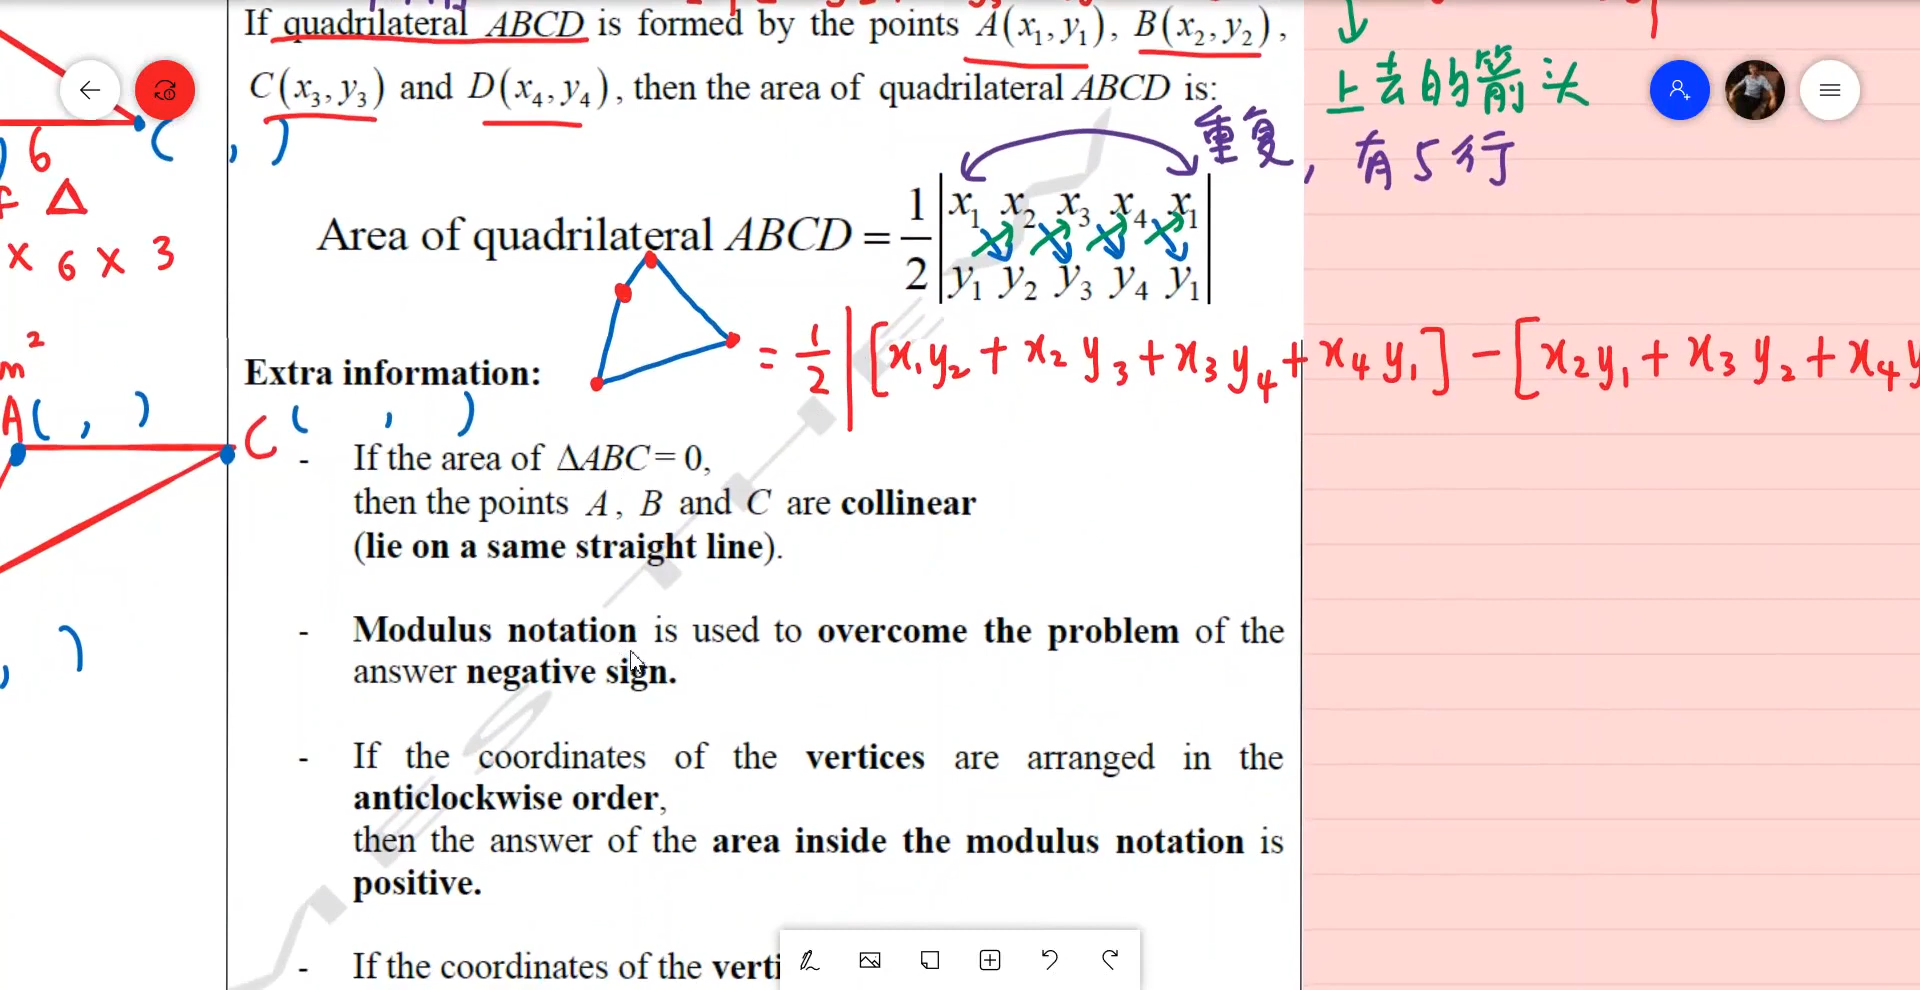 If quadrilateral ABCD is formed by the points A(x₁, y₁), B(x₂, y₂),
C(x₃, y₃) and D(x₄, y₄), then the area of quadrilateral ABCD is:
上去的箭头
重复, 有5行
6
( , )
△
x 6 x 3
Area of quadrilateral ABCD = 1/2 | x₁ x₂ x₃ x₄ x₁
y₁ y₂ y₃ y₄ y₁ |
= 1/2 | [x₁y₂ + x₂y₃ + x₃y₄ + x₄y₁] − [x₂y₁ + x₃y₂ + x₄y
m²
Extra information:
A( , )
C ( , )
- If the area of ΔABC = 0,
then the points A, B and C are collinear
(lie on a same straight line).
- Modulus notation is used to overcome the problem of the
answer negative sign.
, )
- If the coordinates of the vertices are arranged in the
anticlockwise order,
then the answer of the area inside the modulus notation is
positive.
- If the coordinates of the verti